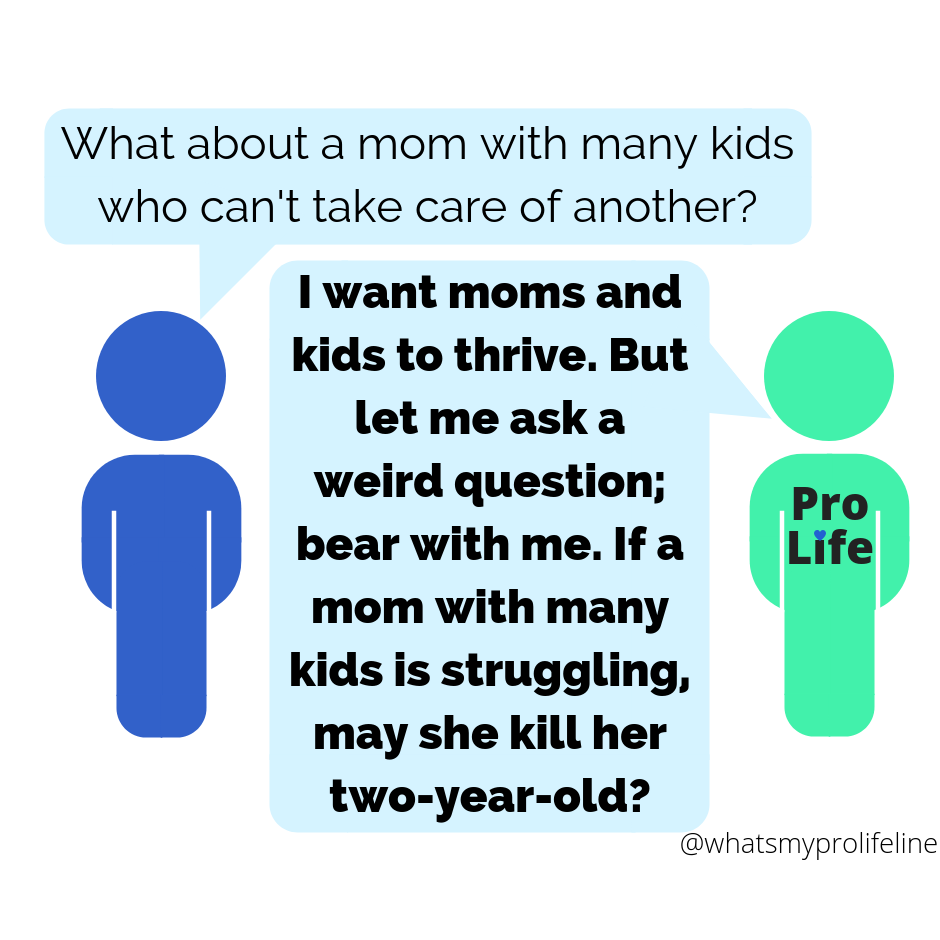 What about a mom with many kids
who can't take care of another?
I want moms and
kids to thrive. But
let me ask a
weird question;
bear with me. If a
mom with many
kids is struggling,
may she kill her
two-year-old?
Pro
Life
@whatsmyprolifeline